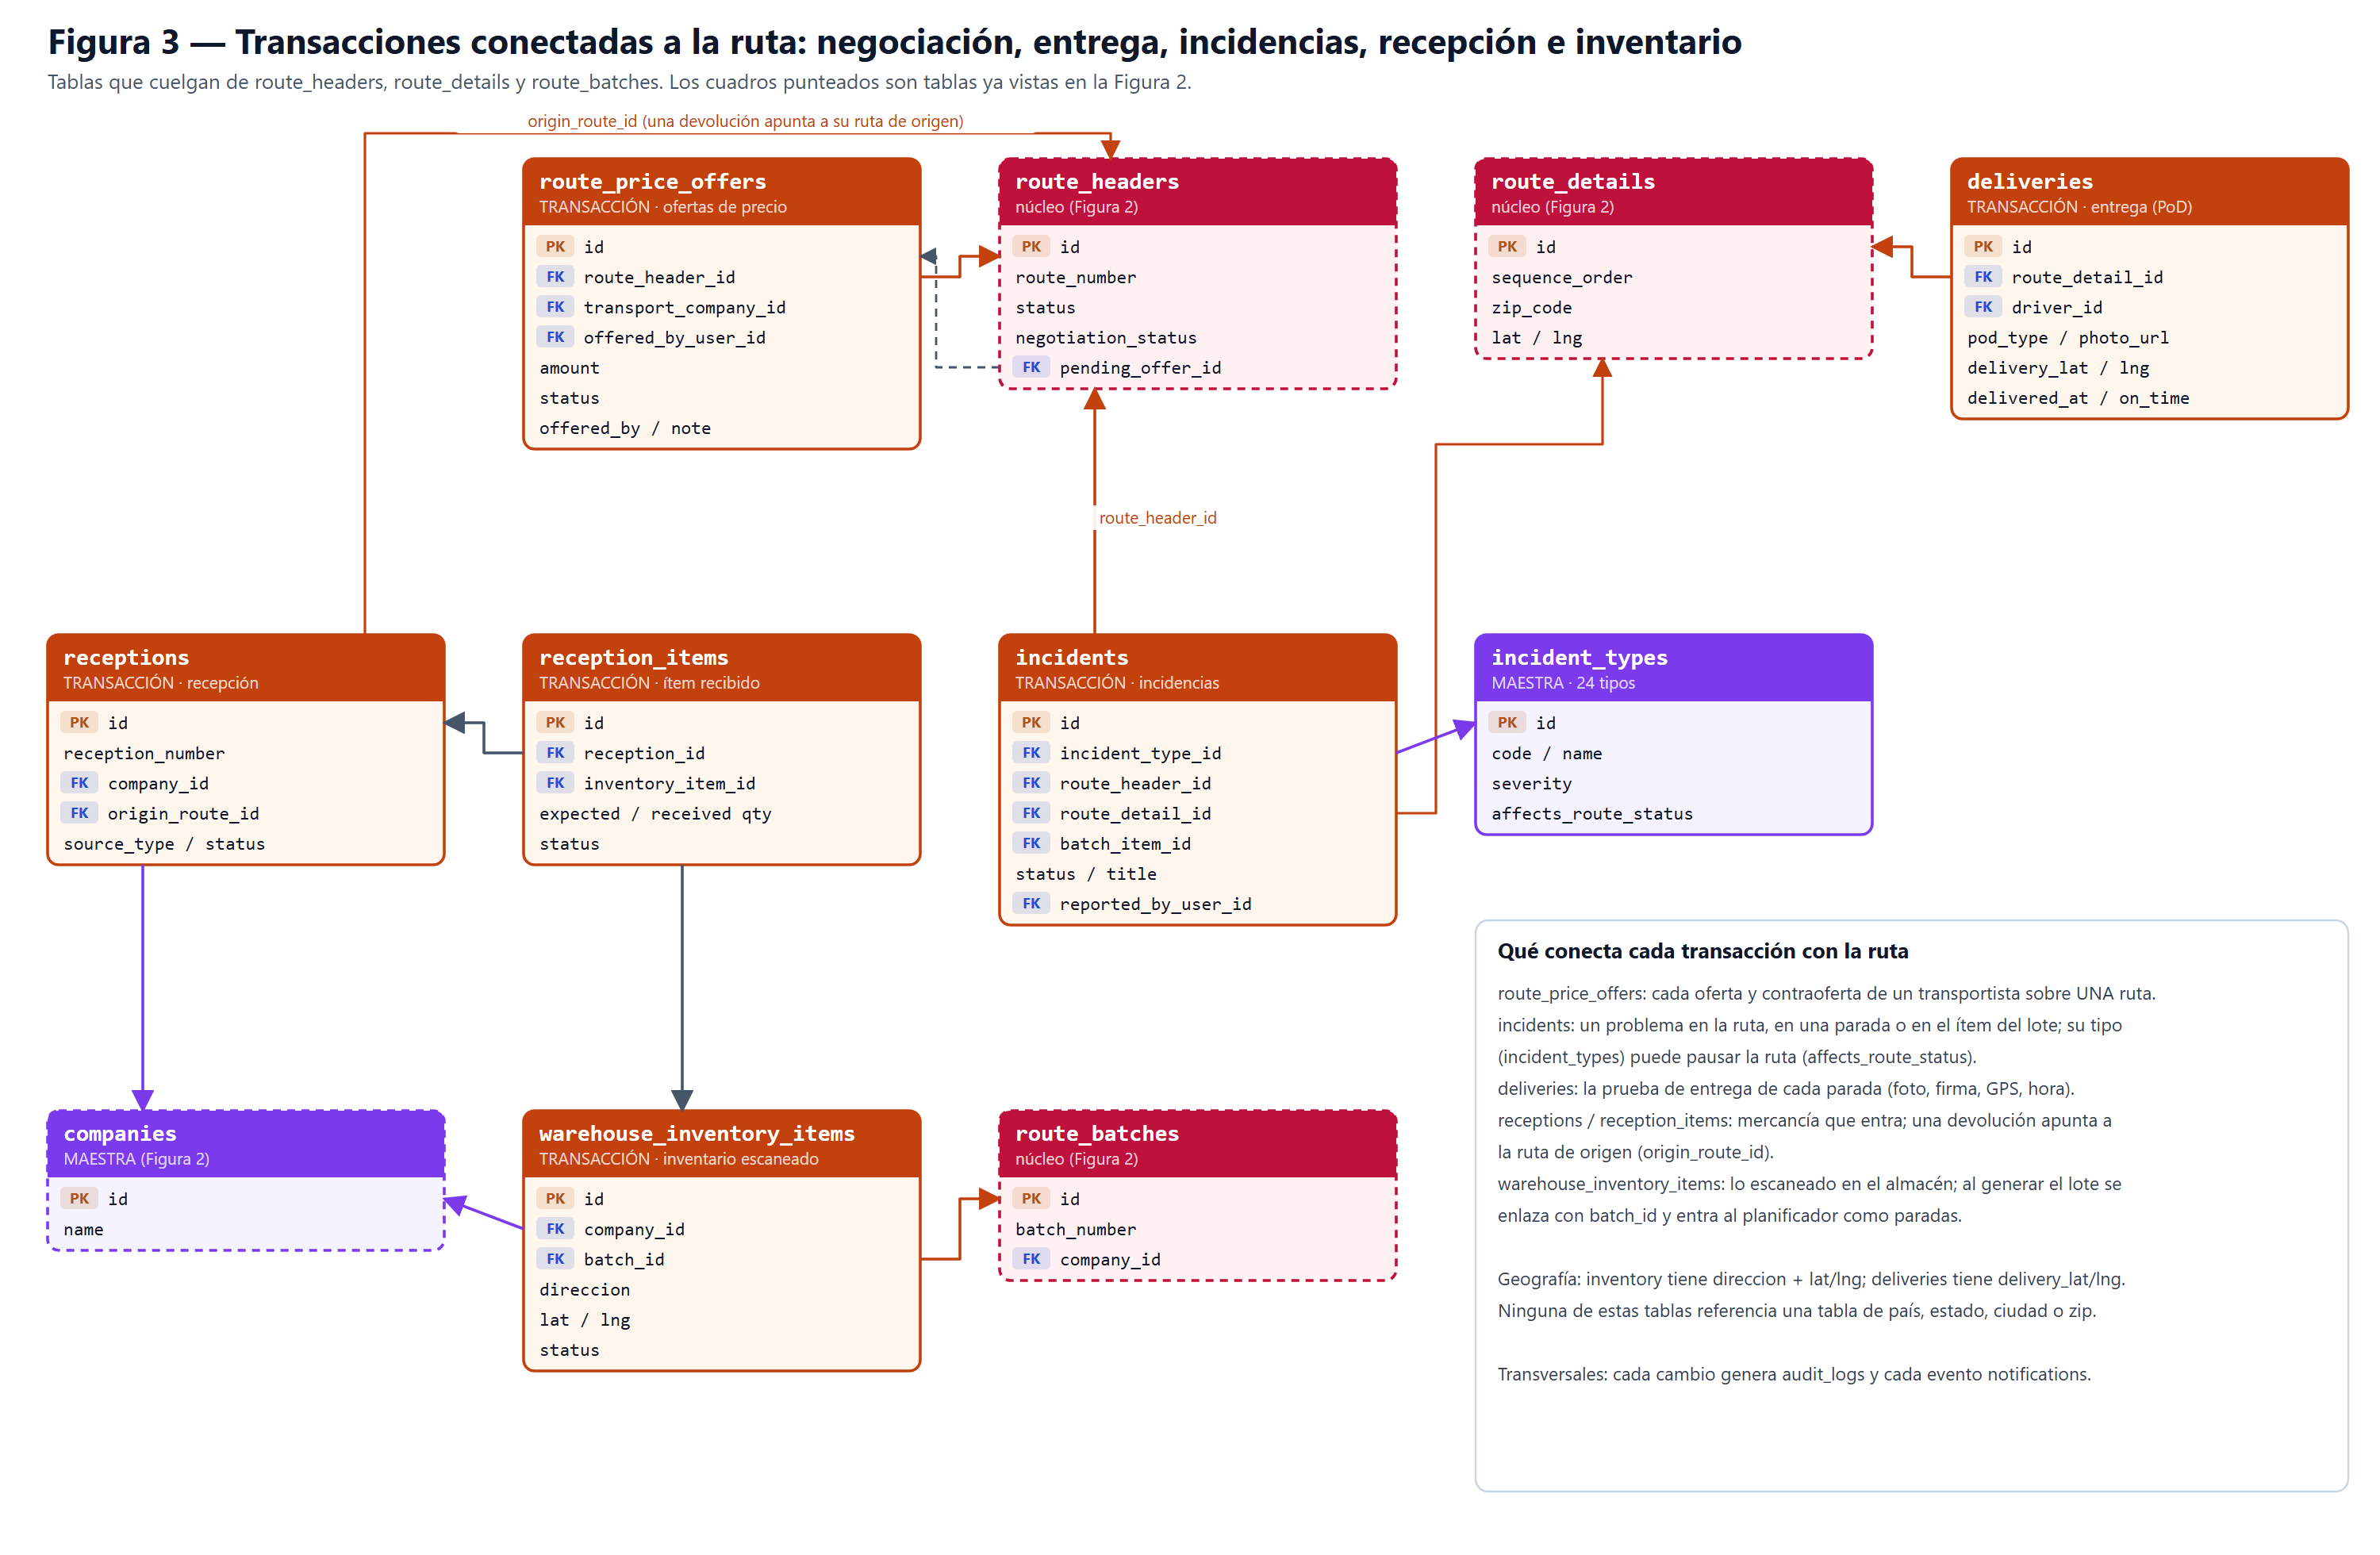 Figura 3 — Transacciones conectadas a la ruta: negociación, entrega, incidencias, recepción e inventario
Tablas que cuelgan de route_headers, route_details y route_batches. Los cuadros punteados son tablas ya vistas en la Figura 2.
origin_route_id (una devolución apunta a su ruta de origen)
route_price_offers
TRANSACCIÓN · ofertas de precio
PK id
FK route_header_id
FK transport_company_id
FK offered_by_user_id
amount
status
offered_by / note
route_headers
núcleo (Figura 2)
PK id
route_number
status
negotiation_status
FK pending_offer_id
route_details
núcleo (Figura 2)
PK id
sequence_order
zip_code
lat / lng
deliveries
TRANSACCIÓN · entrega (PoD)
PK id
FK route_detail_id
FK driver_id
pod_type / photo_url
delivery_lat / lng
delivered_at / on_time
route_header_id
receptions
TRANSACCIÓN · recepción
PK id
reception_number
FK company_id
FK origin_route_id
source_type / status
reception_items
TRANSACCIÓN · ítem recibido
PK id
FK reception_id
FK inventory_item_id
expected / received qty
status
incidents
TRANSACCIÓN · incidencias
PK id
FK incident_type_id
FK route_header_id
FK route_detail_id
FK batch_item_id
status / title
FK reported_by_user_id
incident_types
MAESTRA · 24 tipos
PK id
code / name
severity
affects_route_status
companies
MAESTRA (Figura 2)
PK id
name
warehouse_inventory_items
TRANSACCIÓN · inventario escaneado
PK id
FK company_id
FK batch_id
direccion
lat / lng
status
route_batches
núcleo (Figura 2)
PK id
batch_number
FK company_id
Qué conecta cada transacción con la ruta
route_price_offers: cada oferta y contraoferta de un transportista sobre UNA ruta.
incidents: un problema en la ruta, en una parada o en el ítem del lote; su tipo
(incident_types) puede pausar la ruta (affects_route_status).
deliveries: la prueba de entrega de cada parada (foto, firma, GPS, hora).
receptions / reception_items: mercancía que entra; una devolución apunta a
la ruta de origen (origin_route_id).
warehouse_inventory_items: lo escaneado en el almacén; al generar el lote se
enlaza con batch_id y entra al planificador como paradas.
Geografía: inventory tiene direccion + lat/lng; deliveries tiene delivery_lat/lng.
Ninguna de estas tablas referencia una tabla de país, estado, ciudad o zip.
Transversales: cada cambio genera audit_logs y cada evento notifications.